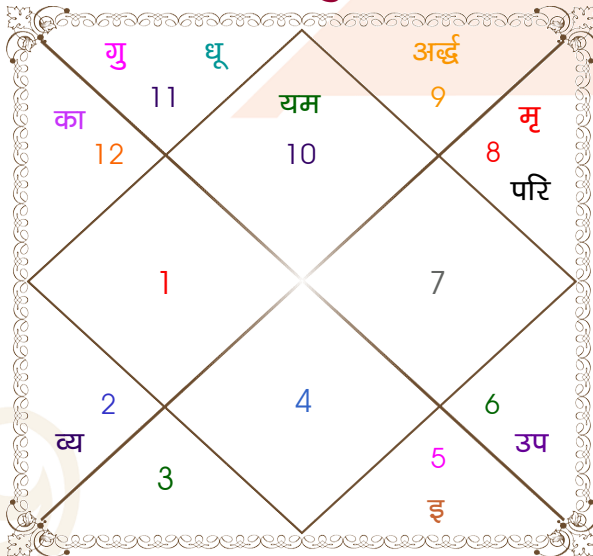 गु धू अर्द्ध
11 यम 9
का मृ
12 10 8
परि
1 7
2 4 6
व्य उप
3 5
इ